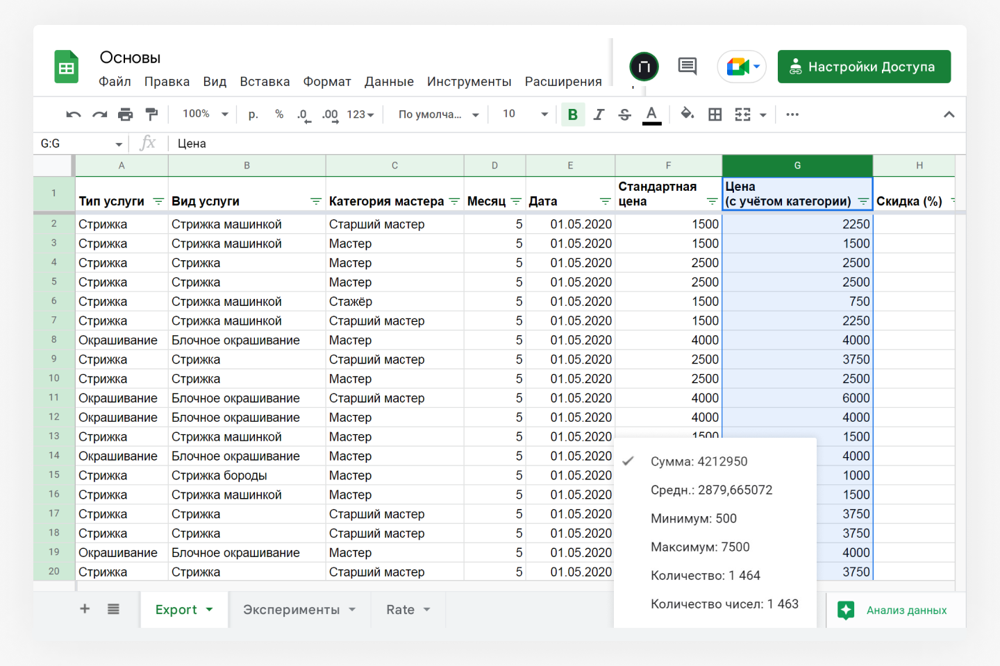 Основы
Файл Правка Вид Вставка Формат Данные Инструменты Расширения
Настройки Доступа
100% р. % .0 .00 123 По умолча... 10 B I S A
G:G fx Цена
A B C D E F G H
1 Тип услуги Вид услуги Категория мастера Месяц Дата Стандартная цена Цена (с учётом категории) Скидка (%)
2 Стрижка Стрижка машинкой Старший мастер 5 01.05.2020 1500 2250
3 Стрижка Стрижка машинкой Мастер 5 01.05.2020 1500 1500
4 Стрижка Стрижка Мастер 5 01.05.2020 2500 2500
5 Стрижка Стрижка Мастер 5 01.05.2020 2500 2500
6 Стрижка Стрижка машинкой Стажёр 5 01.05.2020 1500 750
7 Стрижка Стрижка машинкой Старший мастер 5 01.05.2020 1500 2250
8 Окрашивание Блочное окрашивание Мастер 5 01.05.2020 4000 4000
9 Стрижка Стрижка Старший мастер 5 01.05.2020 2500 3750
10 Стрижка Стрижка Мастер 5 01.05.2020 2500 2500
11 Окрашивание Блочное окрашивание Старший мастер 5 01.05.2020 4000 6000
12 Окрашивание Блочное окрашивание Мастер 5 01.05.2020 4000 4000
13 Стрижка Стрижка машинкой Мастер 5 01.05.2020 1500 1500
14 Окрашивание Блочное окрашивание Мастер 5 01.05.2020 4000
15 Стрижка Стрижка бороды Мастер 5 01.05.2020 1000
16 Стрижка Стрижка машинкой Мастер 5 01.05.2020 1500
17 Стрижка Стрижка Старший мастер 5 01.05.2020 3750
18 Стрижка Стрижка Старший мастер 5 01.05.2020 3750
19 Окрашивание Блочное окрашивание Мастер 5 01.05.2020 4000
20 Стрижка Стрижка Старший мастер 5 01.05.2020 3750
Сумма: 4212950
Средн.: 2879,665072
Минимум: 500
Максимум: 7500
Количество: 1 464
Количество чисел: 1 463
Export Эксперименты Rate
Анализ данных